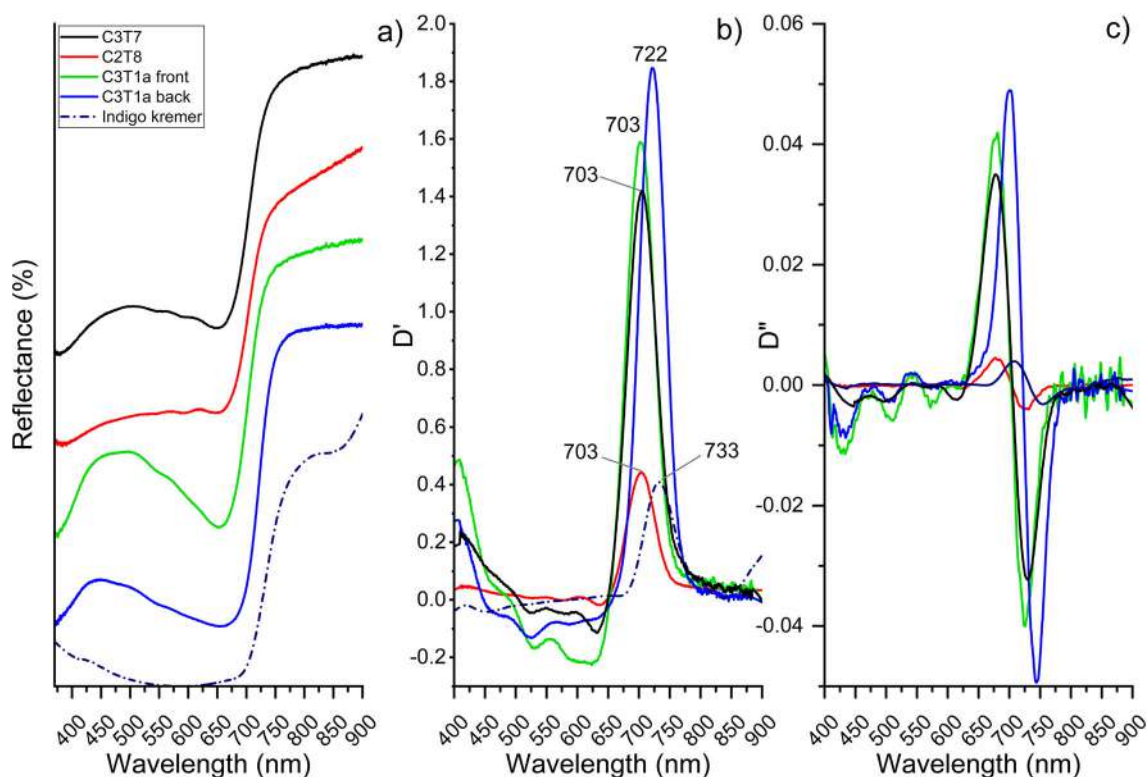 C3T7
C2T8
C3T1a front
C3T1a back
Indigo kremer
a)
Reflectance (%)
400 450 500 550 600 650 700 750 800 850 900
Wavelength (nm)
b)
D'
2.0
1.8
1.6
1.4
1.2
1.0
0.8
0.6
0.4
0.2
0.0
-0.2
722
703
703
703
733
400 450 500 550 600 650 700 750 800 850 900
Wavelength (nm)
c)
D"
0.06
0.04
0.02
0.00
-0.02
-0.04
400 450 500 550 600 650 700 750 800 850 900
Wavelength (nm)